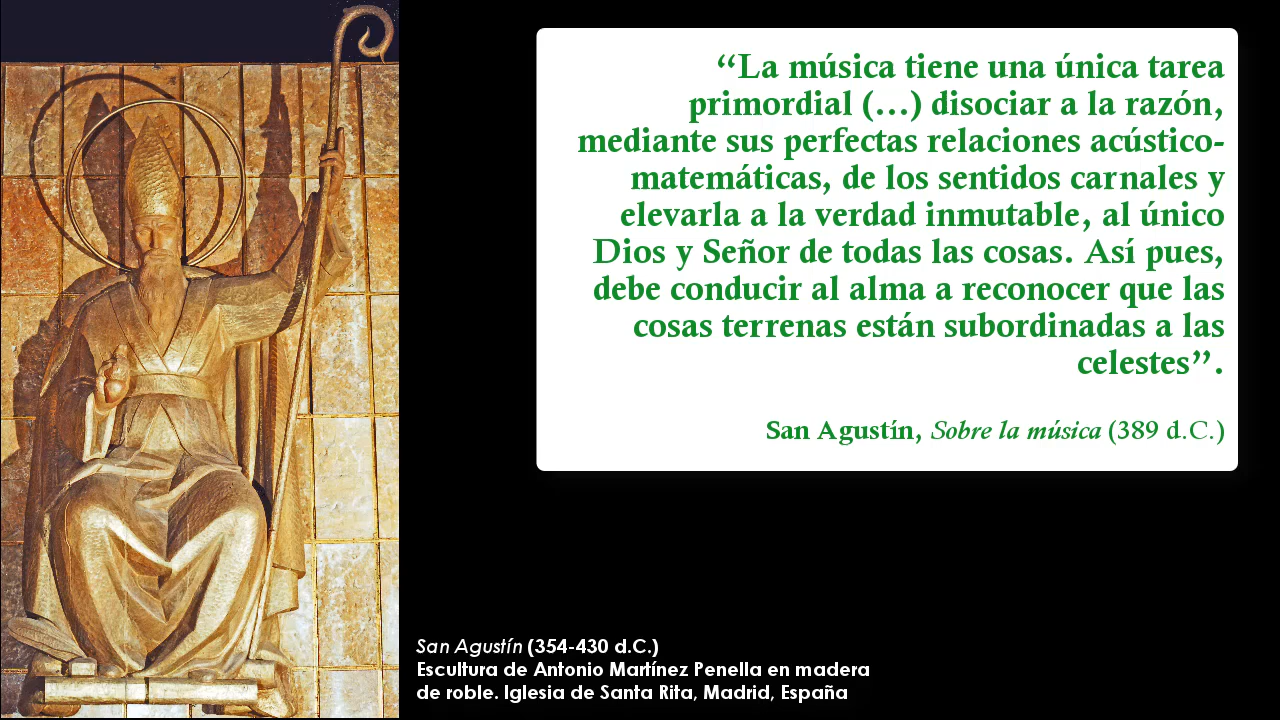 “La música tiene una única tarea
primordial (…) disociar a la razón,
mediante sus perfectas relaciones acústico-
matemáticas, de los sentidos carnales y
elevarla a la verdad inmutable, al único
Dios y Señor de todas las cosas. Así pues,
debe conducir al alma a reconocer que las
cosas terrenas están subordinadas a las
celestes”.
San Agustín, Sobre la música (389 d.C.)
San Agustín (354-430 d.C.)
Escultura de Antonio Martínez Penella en madera
de roble. Iglesia de Santa Rita, Madrid, España